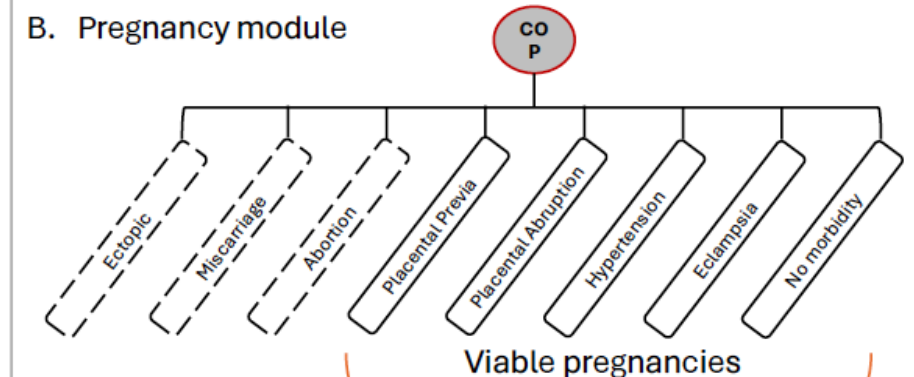 B. Pregnancy module
CO
P
Ectopic
Miscarriage
Abortion
Placental Previa
Placental Abruption
Hypertension
Eclampsia
No morbidity
Viable pregnancies